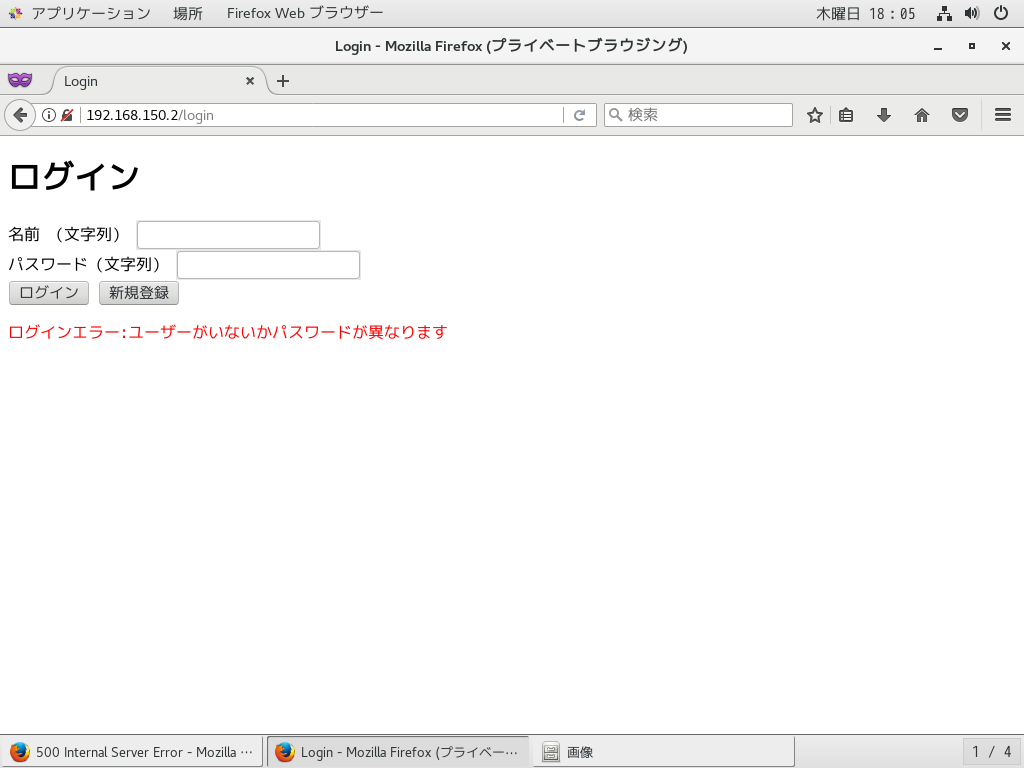 アプリケーション 場所 Firefox Web ブラウザー 木曜日 18：05
Login - Mozilla Firefox (プライベートブラウジング)
Login
192.168.150.2/login 検索
ログイン
名前 （文字列）
パスワード（文字列）
ログイン 新規登録
ログインエラー:ユーザーがいないかパスワードが異なります
500 Internal Server Error - Mozilla … Login - Mozilla Firefox (プライベー… 画像 1 / 4